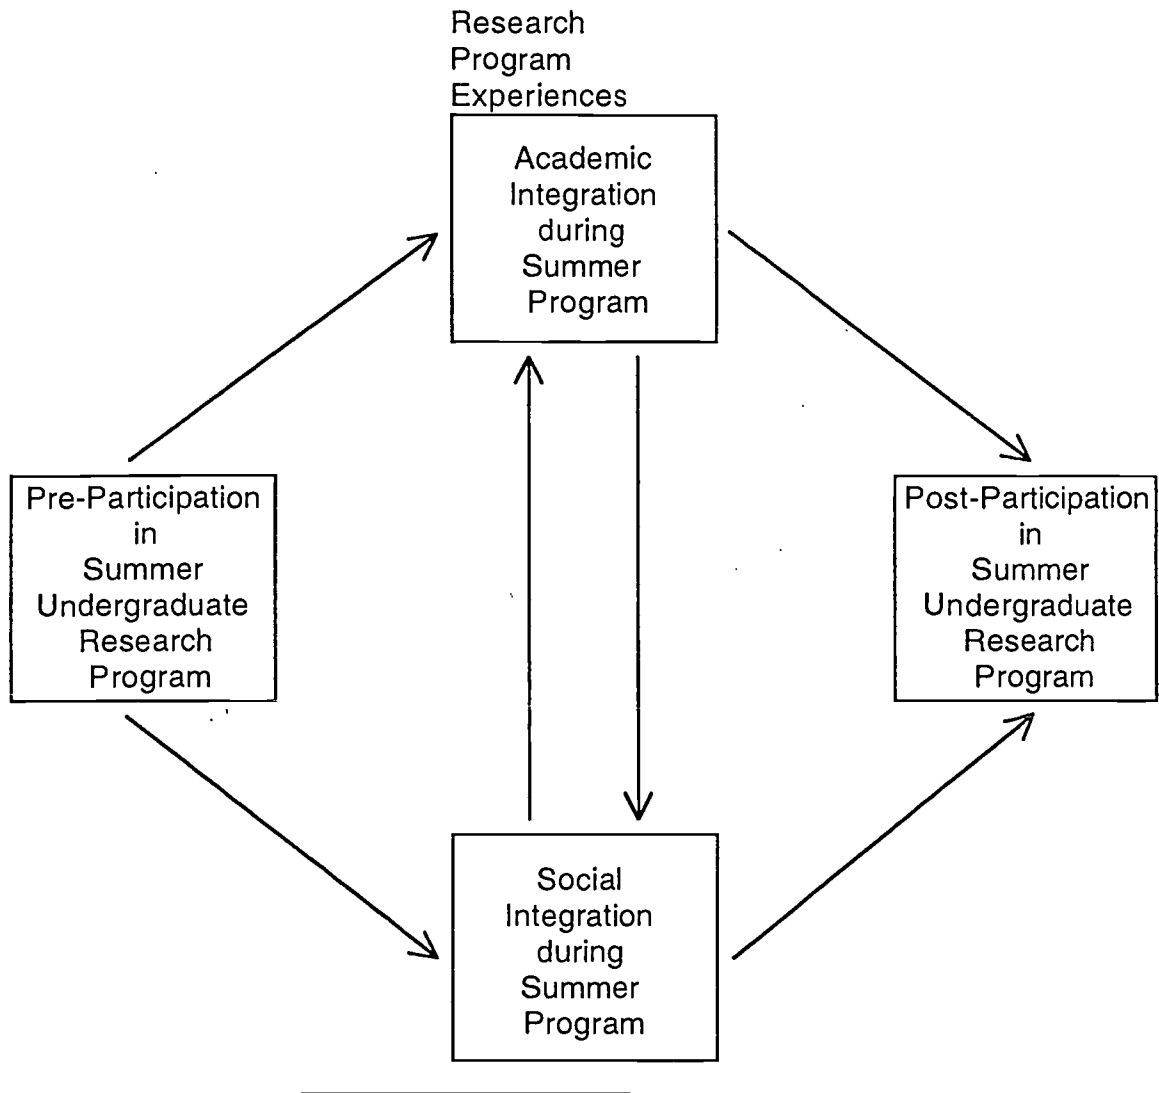 Research
Program
Experiences
Academic
Integration
during
Summer
Program
Pre-Participation
in
Summer
Undergraduate
Research
Program
Post-Participation
in
Summer
Undergraduate
Research
Program
Social
Integration
during
Summer
Program